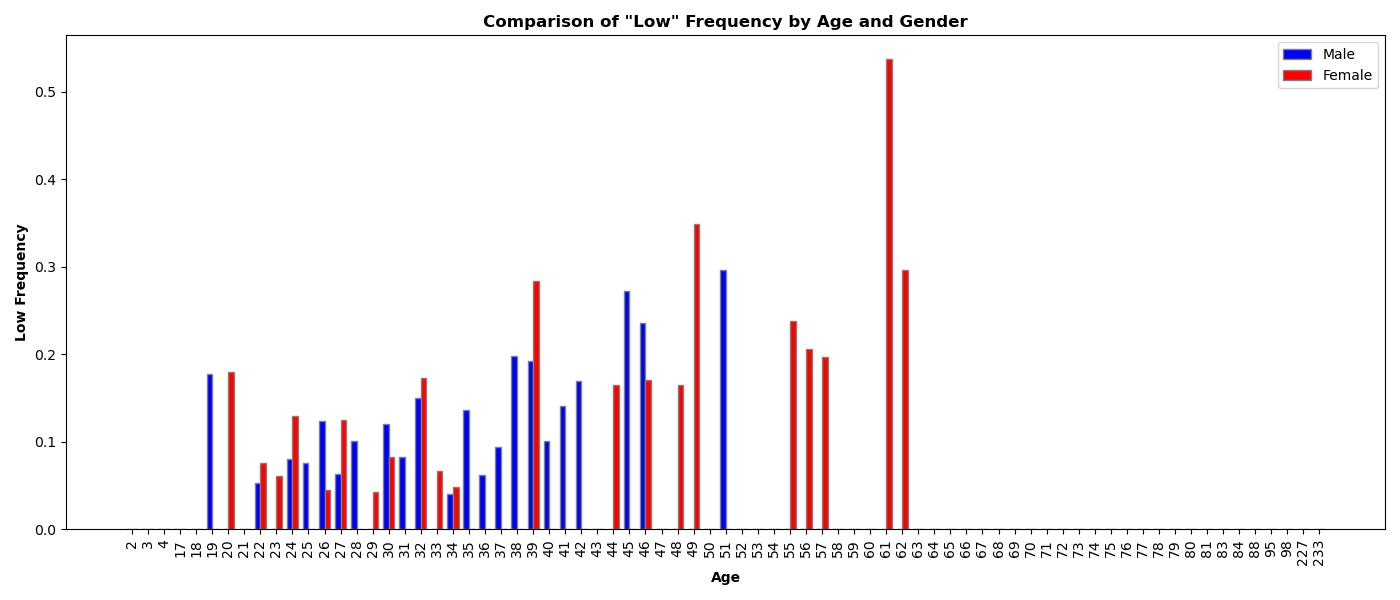 Comparison of "Low" Frequency by Age and Gender
Male
Female
Low Frequency
0.5
0.4
0.3
0.2
0.1
0.0
2 3 4 17 18 19 20 21 22 23 24 25 26 27 28 29 30 31 32 33 34 35 36 37 38 39 40 41 42 43 44 45 46 47 48 49 50 51 52 53 54 55 56 57 58 59 60 61 62 63 64 65 66 67 68 69 70 71 72 73 74 75 76 77 78 79 80 81 83 84 88 95 98 227 233
Age